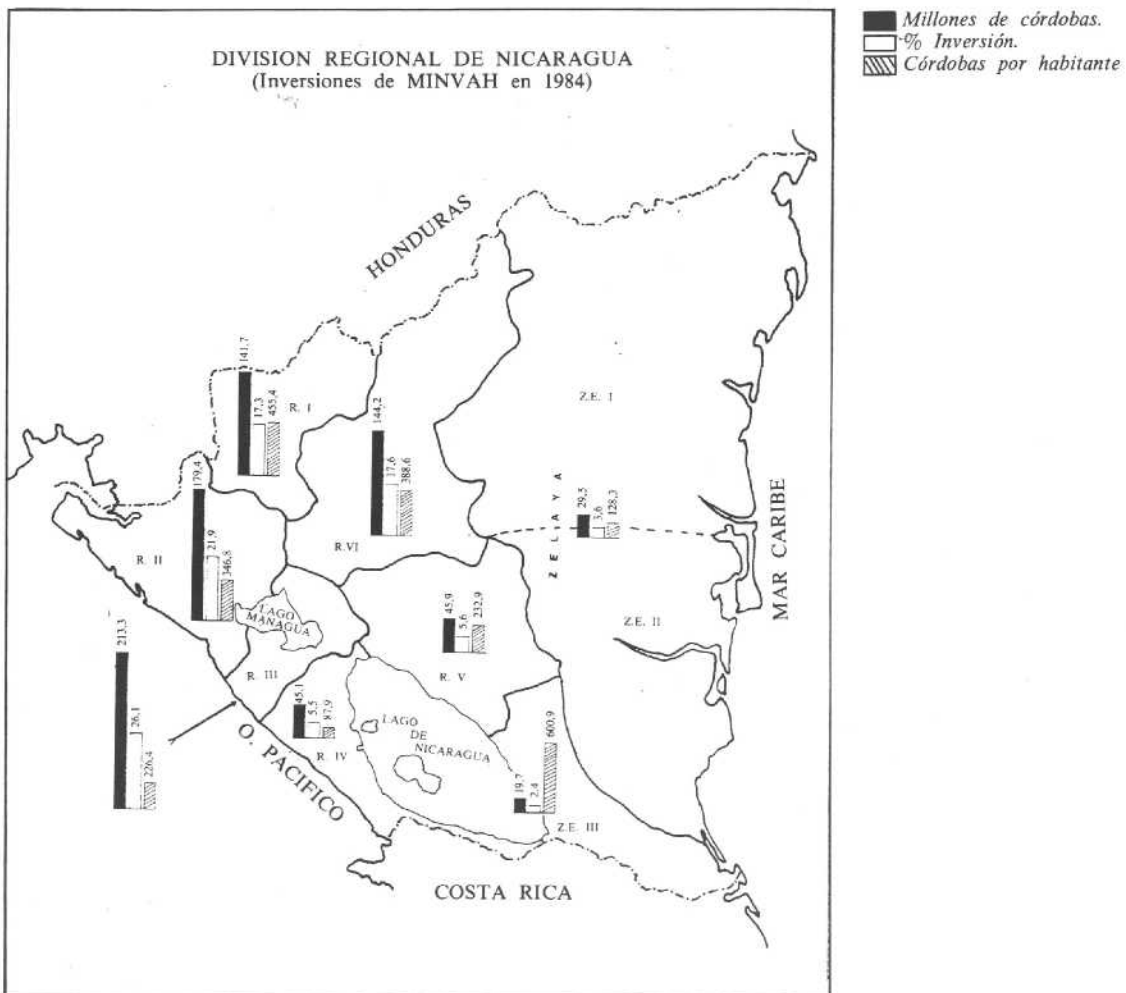 DIVISION REGIONAL DE NICARAGUA
(Inversiones de MINVAH en 1984)
Millones de córdobas.
% Inversión.
Córdobas por habitante
HONDURAS
141,7
17,3
455,4
R. I
144,2
17,6
388,6
R.VI
Z.E. I
179,4
21,9
346,8
R. II
ZELAYA
29,5
3,6
128,3
MAR CARIBE
LAGO
MANAGUA
45,9
5,6
232,9
R. V
Z.E. II
213,3
26,1
226,4
R. III
45,1
5,5
87,9
R. IV
LAGO
DE
NICARAGUA
O. PACIFICO
19,7
2,4
600,9
Z.E. III
COSTA RICA